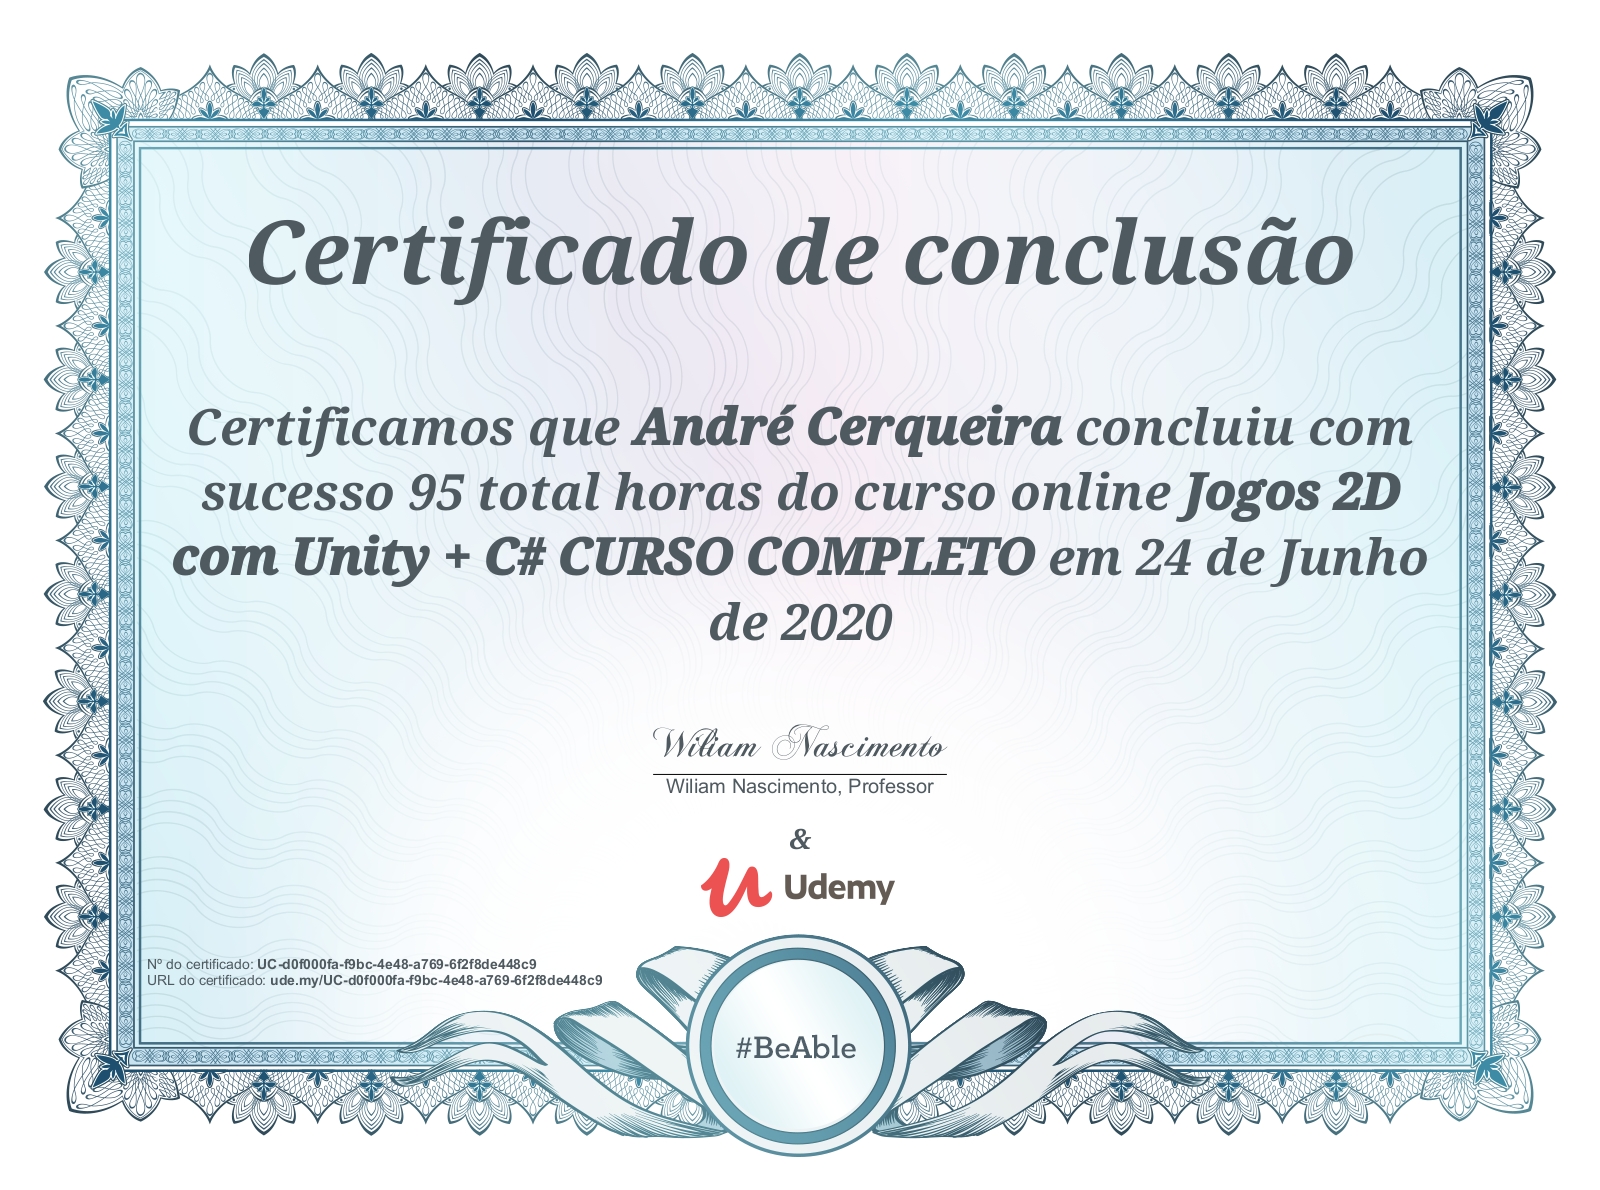 Certificado de conclusão
Certificamos que André Cerqueira concluiu com
sucesso 95 total horas do curso online Jogos 2D
com Unity + C# CURSO COMPLETO em 24 de Junho
de 2020
Wiliam Nascimento
Wiliam Nascimento, Professor
&
Udemy
Nº do certificado: UC-d0f000fa-f9bc-4e48-a769-6f2f8de448c9
URL do certificado: ude.my/UC-d0f000fa-f9bc-4e48-a769-6f2f8de448c9
#BeAble